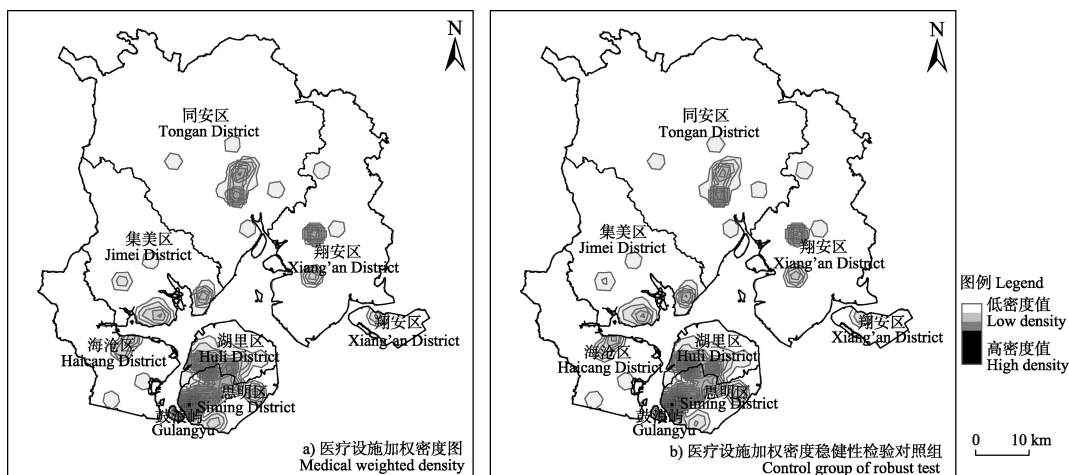 N
同安区
Tongan District
集美区
Jimei District
翔安区
Xiang'an District
翔安区
Xiang'an District
海沧区
Haicang District
湖里区
Huli District
思明区
Siming District
鼓浪屿
Gulangyu
a) 医疗设施加权密度图
Medical weighted density
N
同安区
Tongan District
集美区
Jimei District
翔安区
Xiang'an District
翔安区
Xiang'an District
海沧区
Haicang District
湖里区
Huli District
思明区
Siming District
鼓浪屿
Gulangyu
b) 医疗设施加权密度稳健性检验对照组
Control group of robust test
图例 Legend
低密度值
Low density
高密度值
High density
0 10 km